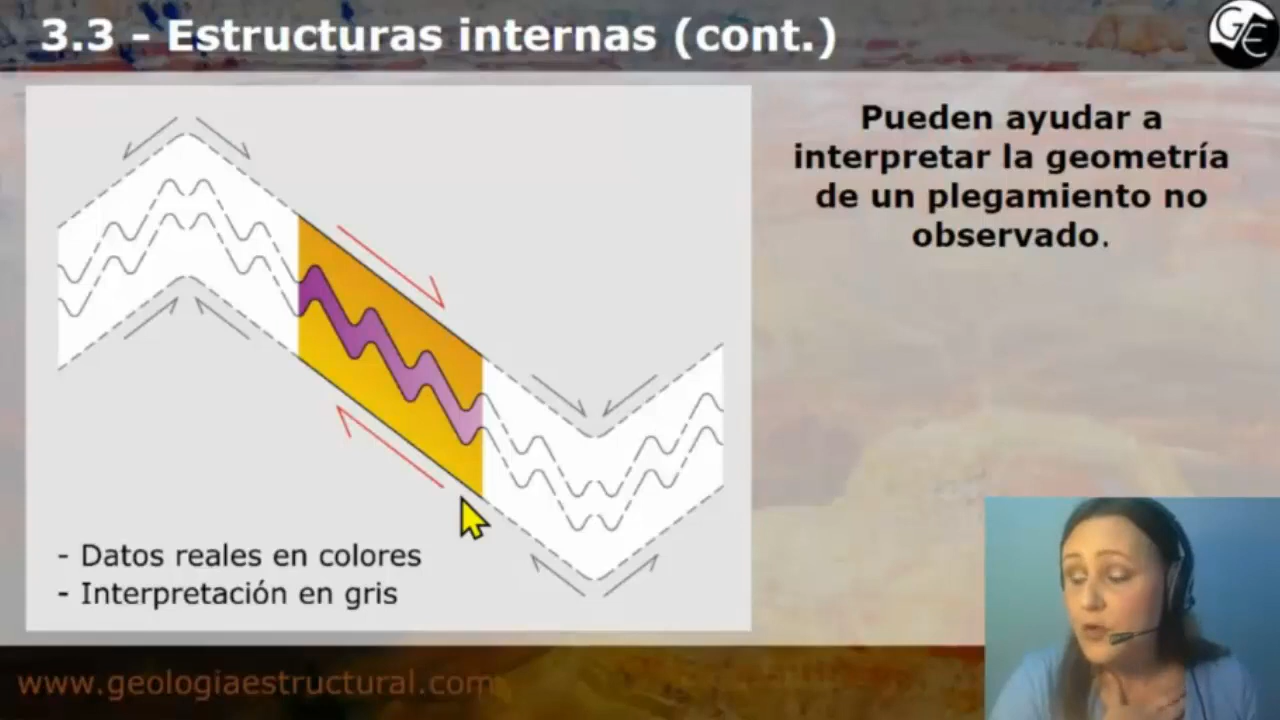 3.3 - Estructuras internas (cont.)
GE
Pueden ayudar a
interpretar la geometría
de un plegamiento no
observado.
- Datos reales en colores
- Interpretación en gris
www.geologiaestructural.com